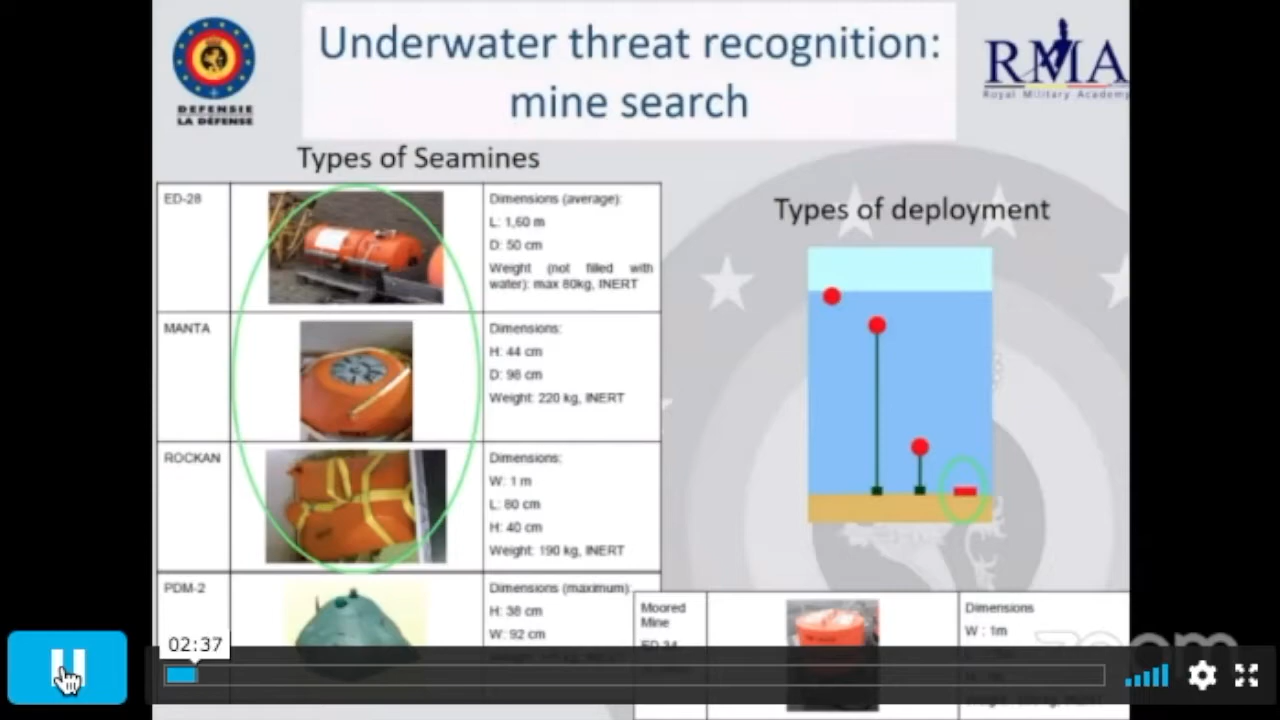 Underwater threat recognition:
mine search
DEFENSIE
LA DÉFENSE
RMA
Royal Military Academy
Types of Seamines
ED-28
Dimensions (average):
L: 1,60 m
D: 50 cm
Weight (not filled with
water): max 80kg, INERT
MANTA
Dimensions:
H: 44 cm
D: 98 cm
Weight: 220 kg, INERT
ROCKAN
Dimensions:
W: 1 m
L: 80 cm
H: 40 cm
Weight: 190 kg, INERT
PDM-2
Dimensions (maximum):
H: 38 cm
W: 92 cm
Types of deployment
Moored
Mine
ED-34
Dimensions
W : 1m
zoom
02:37